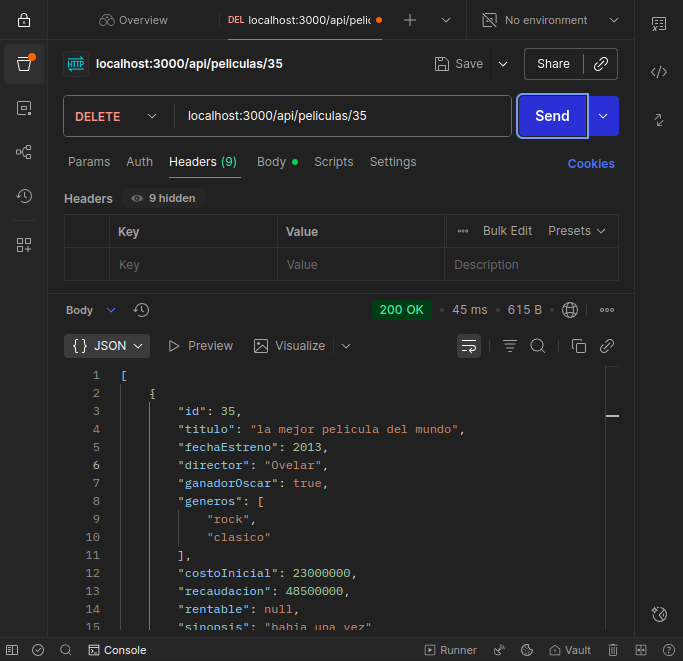 Overview
DEL localhost:3000/api/pelic
No environment
HTTP localhost:3000/api/peliculas/35
Save
Share
DELETE
localhost:3000/api/peliculas/35
Send
Params Auth Headers (9) Body Scripts Settings
Cookies
Headers 9 hidden
Key Value Bulk Edit Presets
Key Value Description
Body 200 OK • 45 ms • 615 B •
{} JSON Preview Visualize
1 [
2 {
3 "id": 35,
4 "titulo": "la mejor pelicula del mundo",
5 "fechaEstreno": 2013,
6 "director": "Ovelar",
7 "ganadorOscar": true,
8 "generos": [
9 "rock",
10 "clasico"
11 ],
12 "costoInicial": 23000000,
13 "recaudacion": 48500000,
14 "rentable": null,
15 "sinopsis": "habia una vez"
Console Runner Vault